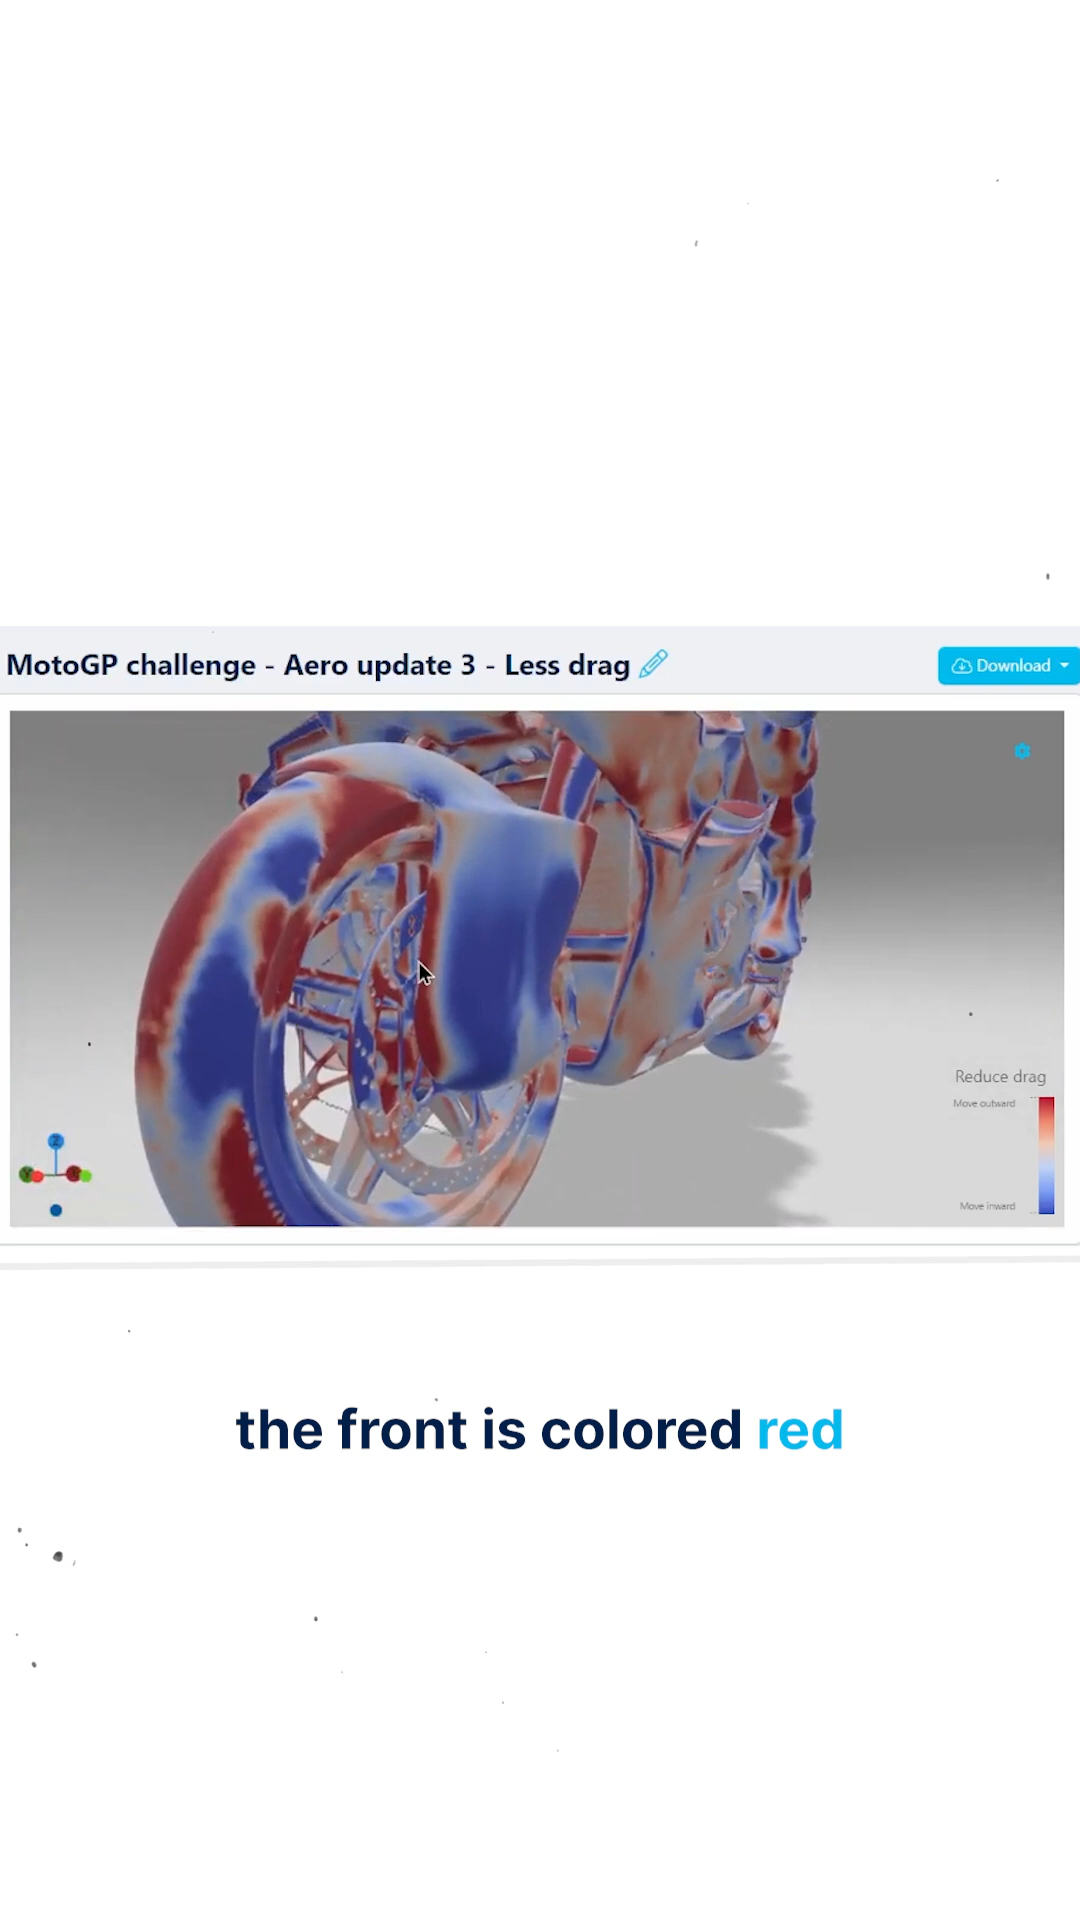 MotoGP challenge - Aero update 3 - Less drag
Download
Reduce drag
Move outward
Move inward
Z
the front is colored red